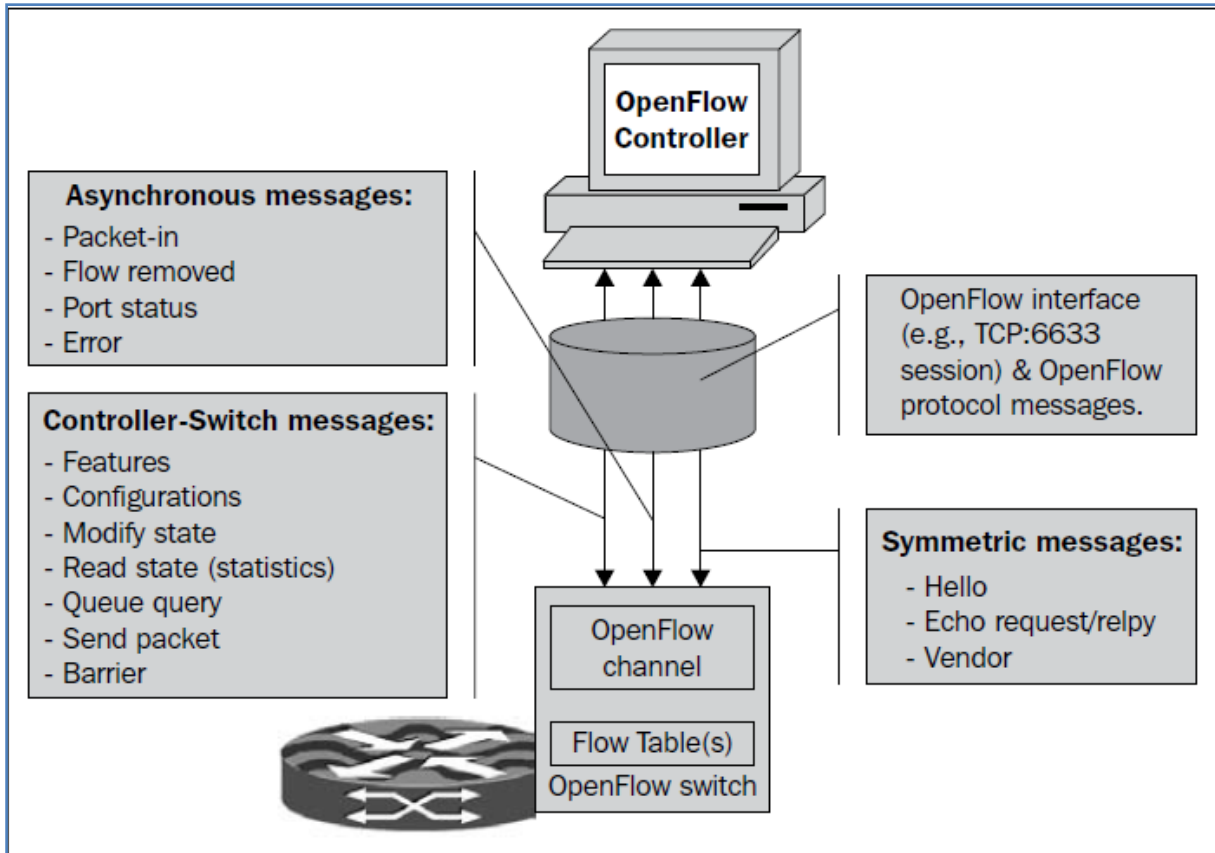 OpenFlow
Controller
Asynchronous messages:
- Packet-in
- Flow removed
- Port status
- Error
OpenFlow interface
(e.g., TCP:6633
session) & OpenFlow
protocol messages.
Controller-Switch messages:
- Features
- Configurations
- Modify state
- Read state (statistics)
- Queue query
- Send packet
- Barrier
Symmetric messages:
- Hello
- Echo request/relpy
- Vendor
OpenFlow
channel
Flow Table(s)
OpenFlow switch